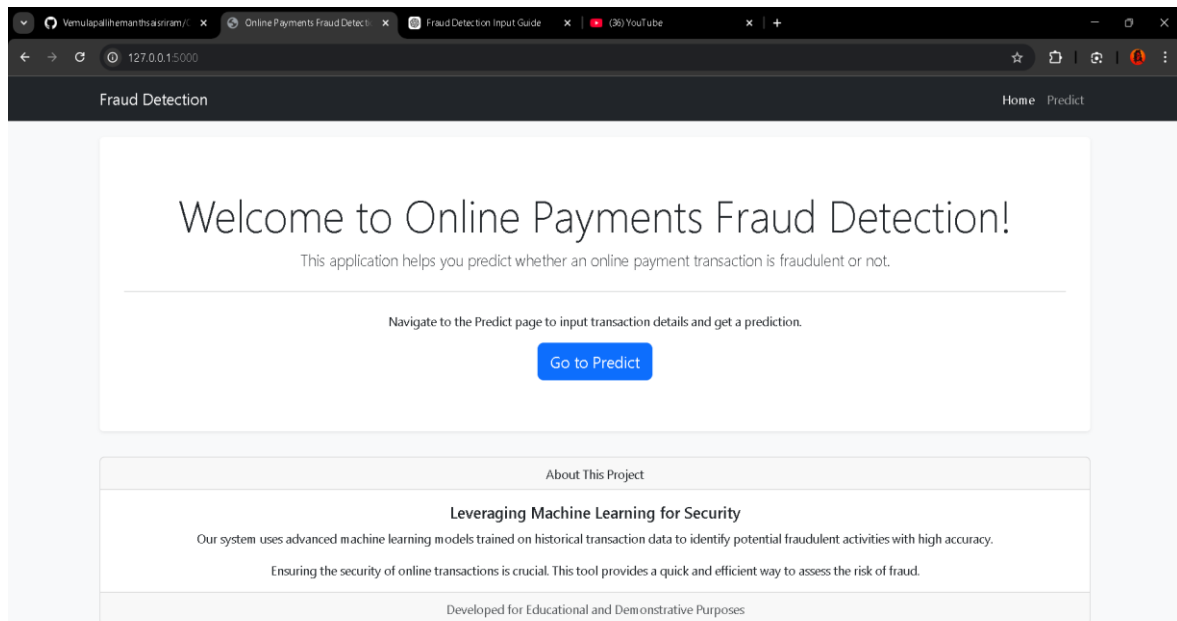 Vemulapallihemanthsaisriram/C
Online Payments Fraud Detecti
Fraud Detection Input Guide
(36) YouTube
127.0.0.1:5000
Fraud Detection
Home Predict
Welcome to Online Payments Fraud Detection!
This application helps you predict whether an online payment transaction is fraudulent or not.
Navigate to the Predict page to input transaction details and get a prediction.
Go to Predict
About This Project
Leveraging Machine Learning for Security
Our system uses advanced machine learning models trained on historical transaction data to identify potential fraudulent activities with high accuracy.
Ensuring the security of online transactions is crucial. This tool provides a quick and efficient way to assess the risk of fraud.
Developed for Educational and Demonstrative Purposes